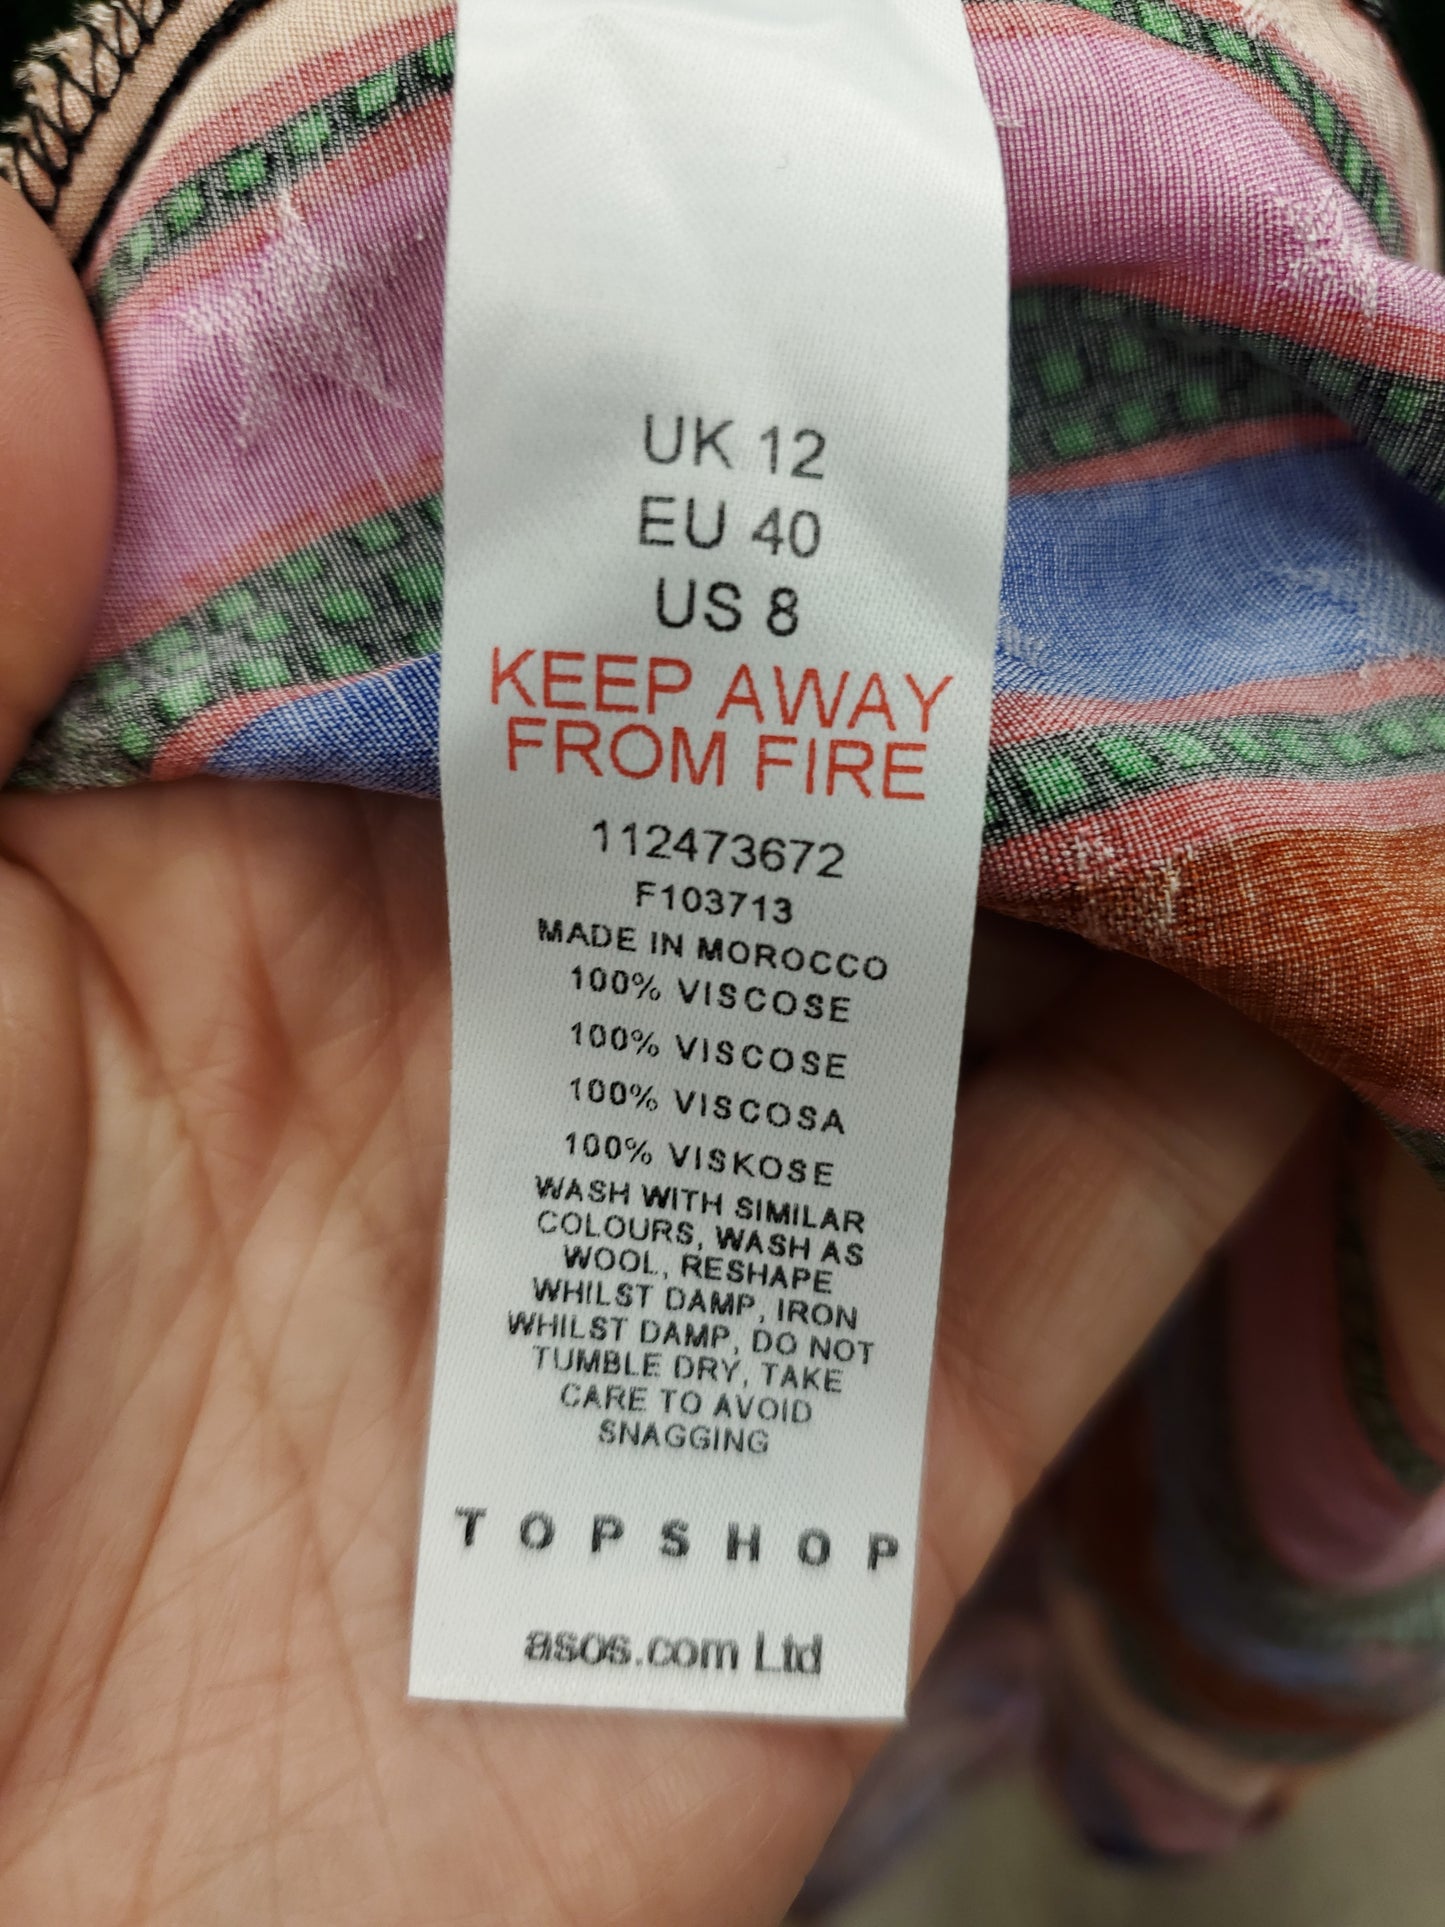 UK 12
EU 40
US 8
KEEP AWAY
FROM FIRE
112473672
F103713
MADE IN MOROCCO
100% VISCOSE
100% VISCOSE
100% VISCOSA
100% VISKOSE
WASH WITH SIMILAR
COLOURS, WASH AS
WOOL, RESHAPE
WHILST DAMP, IRON
WHILST DAMP, DO NOT
TUMBLE DRY, TAKE
CARE TO AVOID
SNAGGING
TOPSHOP
asos.com Ltd